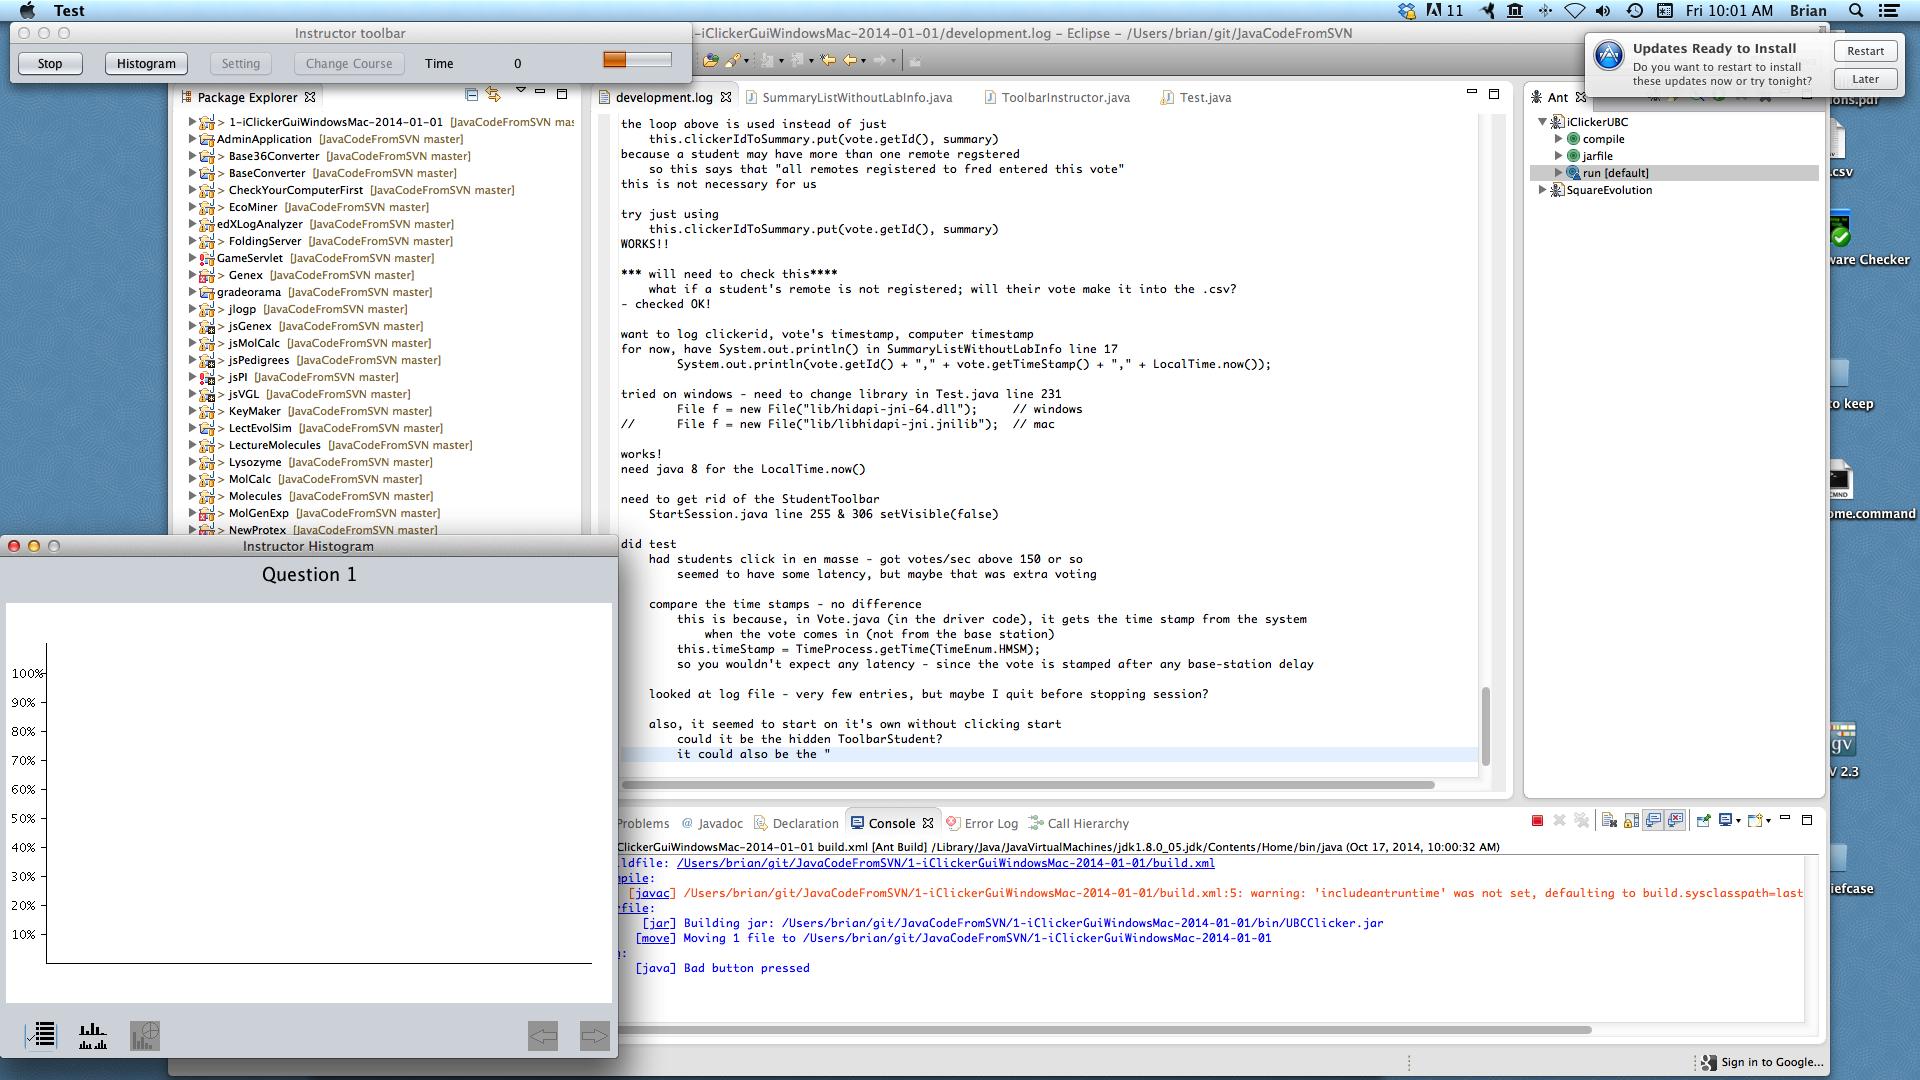 Test
11
Fri 10:01 AM
Brian
Instructor toolbar
Stop
Histogram
Setting
Change Course
Time
0
-iClickerGuiWindowsMac-2014-01-01/development.log – Eclipse – /Users/brian/git/JavaCodeFromSVN
Updates Ready to Install
Do you want to restart to install
these updates now or try tonight?
Restart
Later
Package Explorer
> 1-iClickerGuiWindowsMac-2014-01-01 [JavaCodeFromSVN mas
AdminApplication [JavaCodeFromSVN master]
> Base36Converter [JavaCodeFromSVN master]
> BaseConverter [JavaCodeFromSVN master]
> CheckYourComputerFirst [JavaCodeFromSVN master]
> EcoMiner [JavaCodeFromSVN master]
edXLogAnalyzer [JavaCodeFromSVN master]
> FoldingServer [JavaCodeFromSVN master]
GameServlet [JavaCodeFromSVN master]
> Genex [JavaCodeFromSVN master]
gradeorama [JavaCodeFromSVN master]
> jlogp [JavaCodeFromSVN master]
> jsGenex [JavaCodeFromSVN master]
> jsMolCalc [JavaCodeFromSVN master]
> jsPedigrees [JavaCodeFromSVN master]
> jsPI [JavaCodeFromSVN master]
> jsVGL [JavaCodeFromSVN master]
> KeyMaker [JavaCodeFromSVN master]
> LectEvolSim [JavaCodeFromSVN master]
> LectureMolecules [JavaCodeFromSVN master]
> Lysozyme [JavaCodeFromSVN master]
> MolCalc [JavaCodeFromSVN master]
> Molecules [JavaCodeFromSVN master]
> MolGenExp [JavaCodeFromSVN master]
> NewProtex [JavaCodeFromSVN master]
development.log
SummaryListWithoutLabInfo.java
ToolbarInstructor.java
Test.java
the loop above is used instead of just
this.clickerIdToSummary.put(vote.getId(), summary)
because a student may have more than one remote regstered
so this says that "all remotes registered to fred entered this vote"
this is not necessary for us
try just using
this.clickerIdToSummary.put(vote.getId(), summary)
WORKS!!
*** will need to check this****
what if a student's remote is not registered; will their vote make it into the .csv?
- checked OK!
want to log clickerid, vote's timestamp, computer timestamp
for now, have System.out.println() in SummaryListWithoutLabInfo line 17
System.out.println(vote.getId() + "," + vote.getTimeStamp() + "," + LocalTime.now());
tried on windows - need to change library in Test.java line 231
File f = new File("lib/hidapi-jni-64.dll"); // windows
// File f = new File("lib/libhidapi-jni.jnilib"); // mac
works!
need java 8 for the LocalTime.now()
need to get rid of the StudentToolbar
StartSession.java line 255 & 306 setVisible(false)
did test
had students click in en masse - got votes/sec above 150 or so
seemed to have some latency, but maybe that was extra voting
compare the time stamps - no difference
this is because, in Vote.java (in the driver code), it gets the time stamp from the system
when the vote comes in (not from the base station)
this.timeStamp = TimeProcess.getTime(TimeEnum.HMSM);
so you wouldn't expect any latency - since the vote is stamped after any base-station delay
looked at log file - very few entries, but maybe I quit before stopping session?
also, it seemed to start on it's own without clicking start
could it be the hidden ToolbarStudent?
it could also be the "
Ant
iClickerUBC
compile
jarfile
run [default]
SquareEvolution
ons.pdf
.csv
ware Checker
to keep
ome.command
V 2.3
iefcase
Instructor Histogram
Question 1
100%
90%
80%
70%
60%
50%
40%
30%
20%
10%
Problems
@ Javadoc
Declaration
Console
Error Log
Call Hierarchy
ClickerGuiWindowsMac-2014-01-01 build.xml [Ant Build] /Library/Java/JavaVirtualMachines/jdk1.8.0_05.jdk/Contents/Home/bin/java (Oct 17, 2014, 10:00:32 AM)
ildfile: /Users/brian/git/JavaCodeFromSVN/1-iClickerGuiWindowsMac-2014-01-01/build.xml
mpile:
[javac] /Users/brian/git/JavaCodeFromSVN/1-iClickerGuiWindowsMac-2014-01-01/build.xml:5: warning: 'includeantruntime' was not set, defaulting to build.sysclasspath=last
rfile:
[jar] Building jar: /Users/brian/git/JavaCodeFromSVN/1-iClickerGuiWindowsMac-2014-01-01/bin/UBCClicker.jar
[move] Moving 1 file to /Users/brian/git/JavaCodeFromSVN/1-iClickerGuiWindowsMac-2014-01-01
n:
[java] Bad button pressed
Sign in to Google...